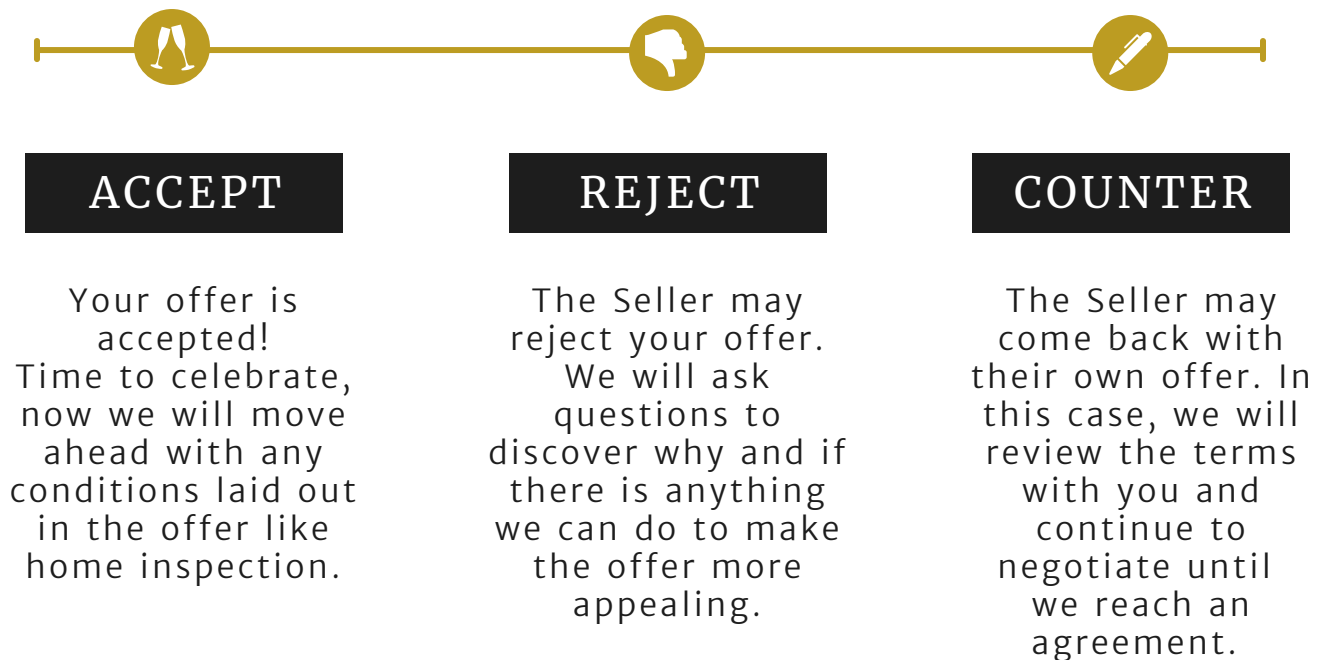 ACCEPT
Your offer is
accepted!
Time to celebrate,
now we will move
ahead with any
conditions laid out
in the offer like
home inspection.
REJECT
The Seller may
reject your offer.
We will ask
questions to
discover why and if
there is anything
we can do to make
the offer more
appealing.
COUNTER
The Seller may
come back with
their own offer. In
this case, we will
review the terms
with you and
continue to
negotiate until
we reach an
agreement.